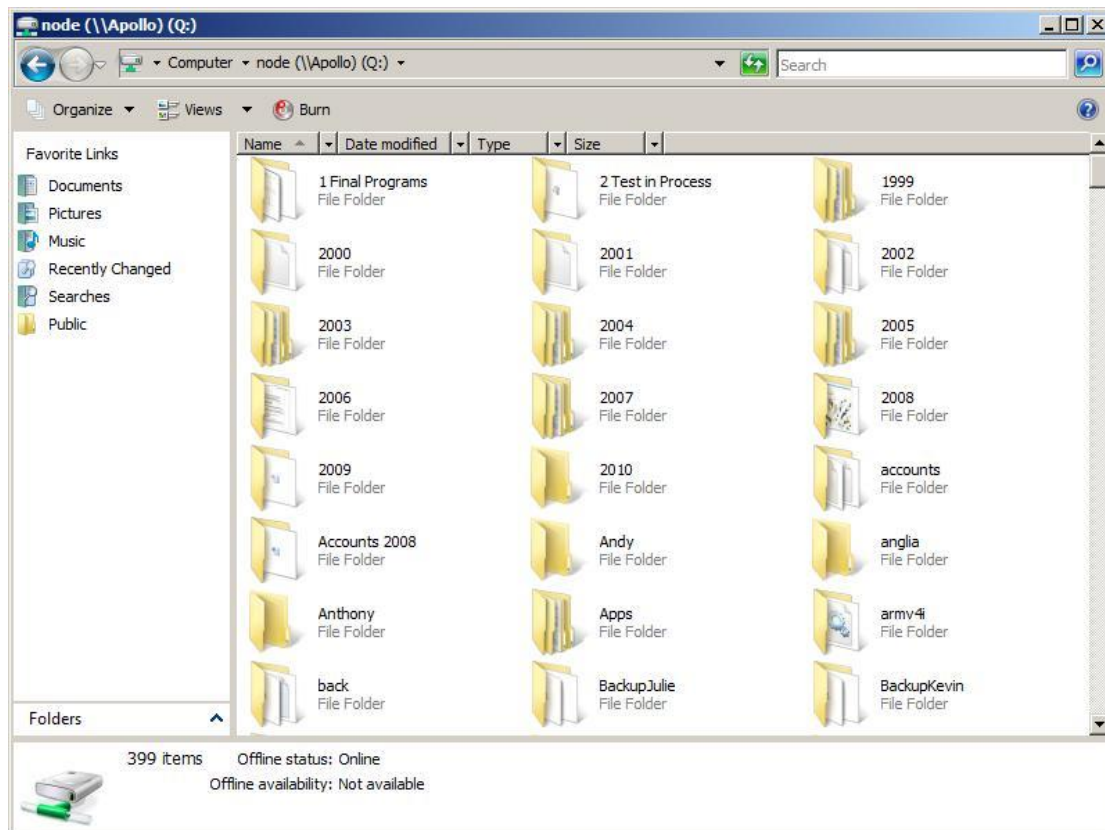 node (\\Apollo) (Q:)
Computer node (\\Apollo) (Q:) Search
Organize Views Burn
Favorite Links
Documents
Pictures
Music
Recently Changed
Searches
Public
Folders
Name Date modified Type Size
1 Final Programs
File Folder
2 Test in Process
File Folder
1999
File Folder
2000
File Folder
2001
File Folder
2002
File Folder
2003
File Folder
2004
File Folder
2005
File Folder
2006
File Folder
2007
File Folder
2008
File Folder
2009
File Folder
2010
File Folder
accounts
File Folder
Accounts 2008
File Folder
Andy
File Folder
anglia
File Folder
Anthony
File Folder
Apps
File Folder
armv4i
File Folder
back
File Folder
BackupJulie
File Folder
BackupKevin
File Folder
399 items Offline status: Online
Offline availability: Not available